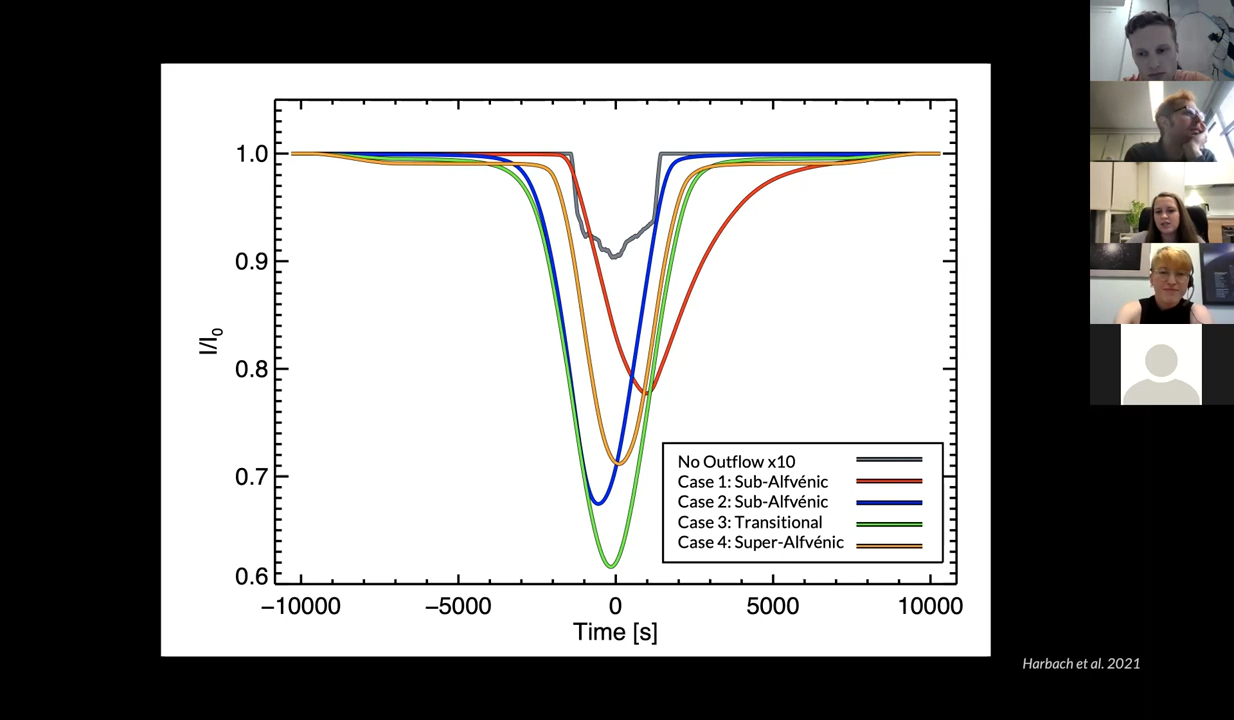 1.0
0.9
0.8
0.7
0.6
I/I0
−10000
−5000
0
5000
10000
Time [s]
No Outflow x10
Case 1: Sub-Alfvénic
Case 2: Sub-Alfvénic
Case 3: Transitional
Case 4: Super-Alfvénic
Harbach et al. 2021